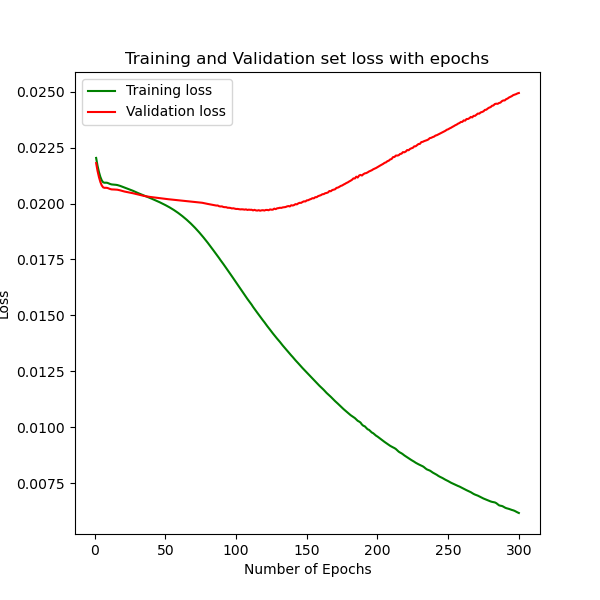 Training and Validation set loss with epochs
Training loss
Validation loss
0.0250
0.0225
0.0200
0.0175
0.0150
0.0125
0.0100
0.0075
Loss
0 50 100 150 200 250 300
Number of Epochs